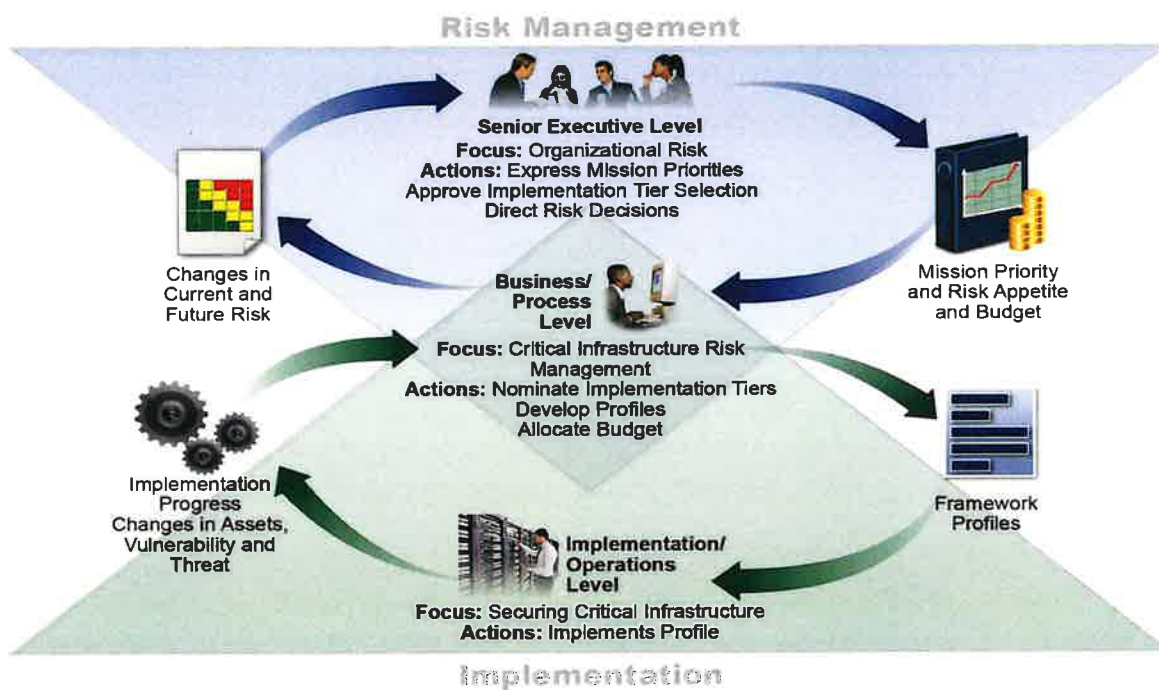 Risk Management
Senior Executive Level
Focus: Organizational Risk
Actions: Express Mission Priorities
Approve Implementation Tier Selection
Direct Risk Decisions
Changes in
Current and
Future Risk
Mission Priority
and Risk Appetite
and Budget
Business/
Process
Level
Focus: Critical Infrastructure Risk
Management
Actions: Nominate Implementation Tiers
Develop Profiles
Allocate Budget
Implementation
Progress
Changes in Assets,
Vulnerability and
Threat
Framework
Profiles
Implementation/
Operations
Level
Focus: Securing Critical Infrastructure
Actions: Implements Profile
Implementation